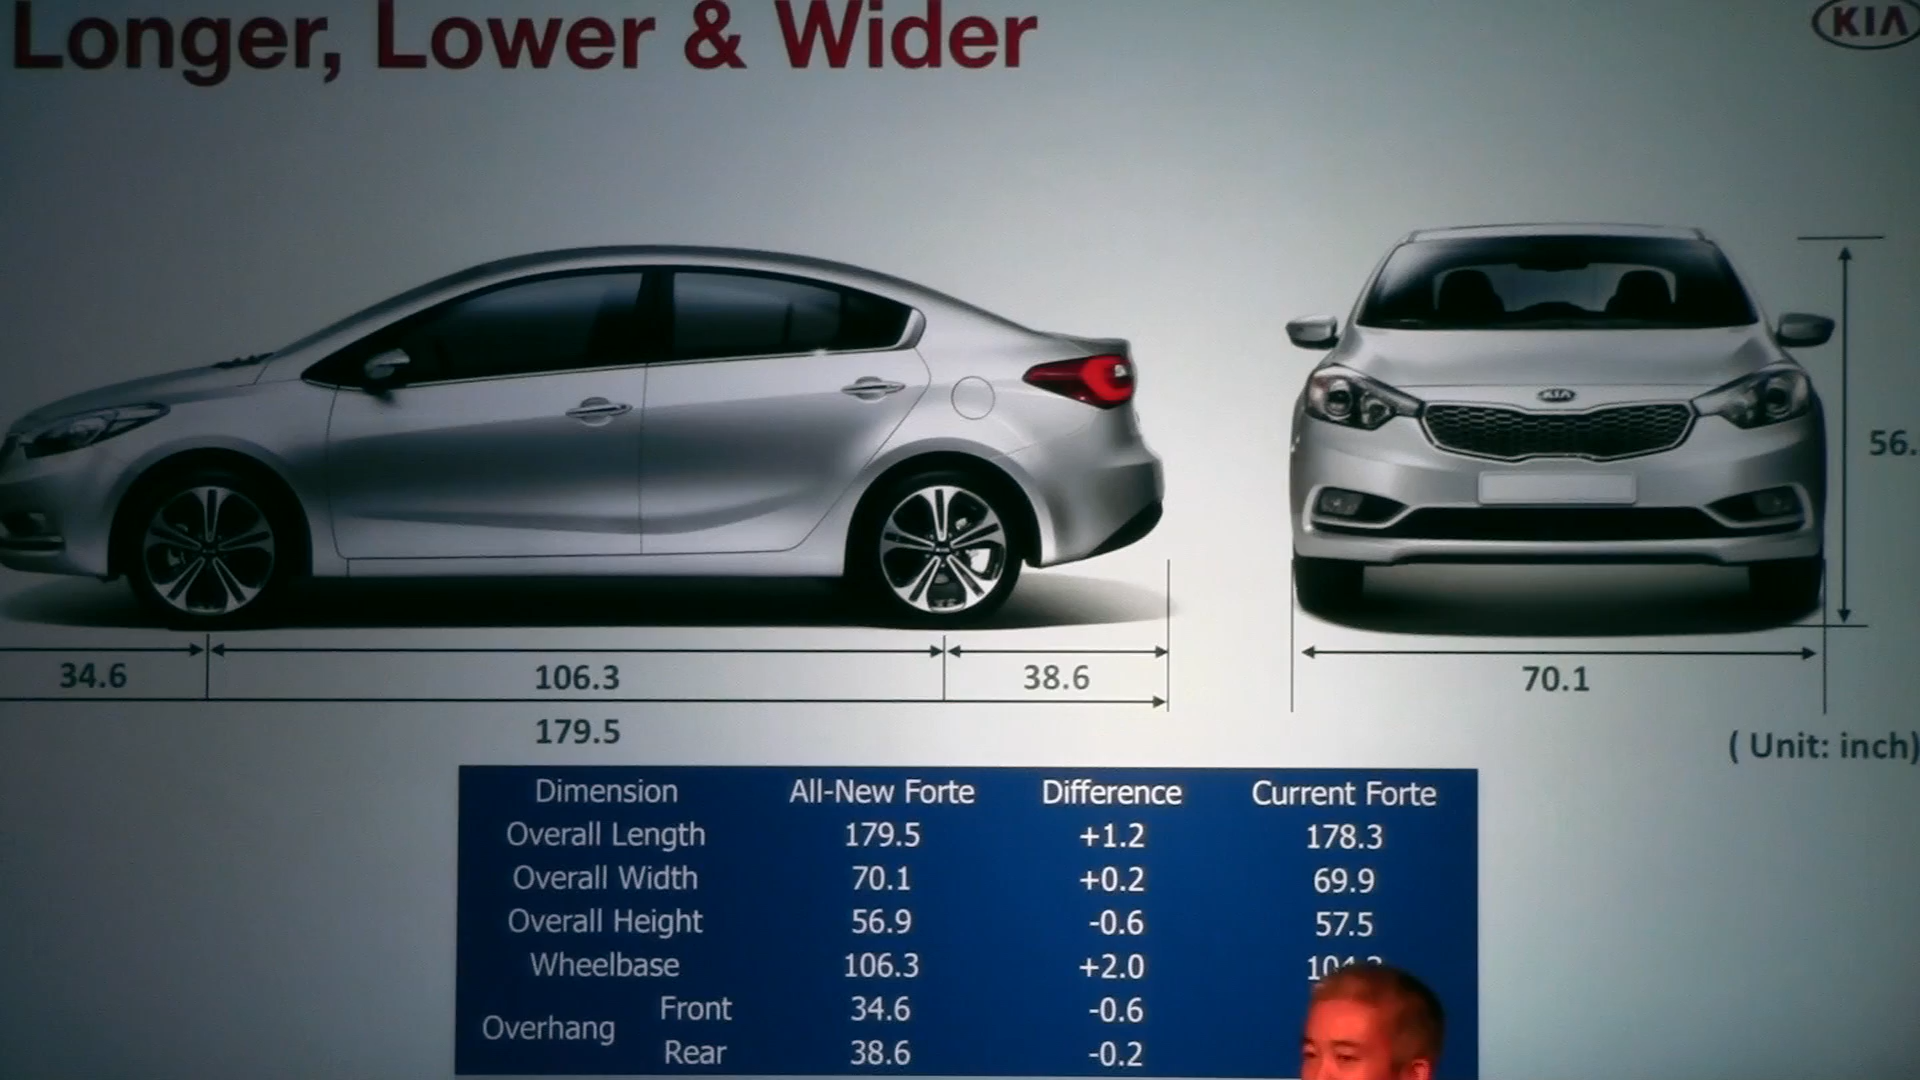 Longer, Lower & Wider
KIA
KIA
56.
34.6
106.3
38.6
179.5
70.1
( Unit: inch)
Dimension All-New Forte Difference Current Forte
Overall Length 179.5 +1.2 178.3
Overall Width 70.1 +0.2 69.9
Overall Height 56.9 -0.6 57.5
Wheelbase 106.3 +2.0
Overhang
Front 34.6 -0.6
Rear 38.6 -0.2